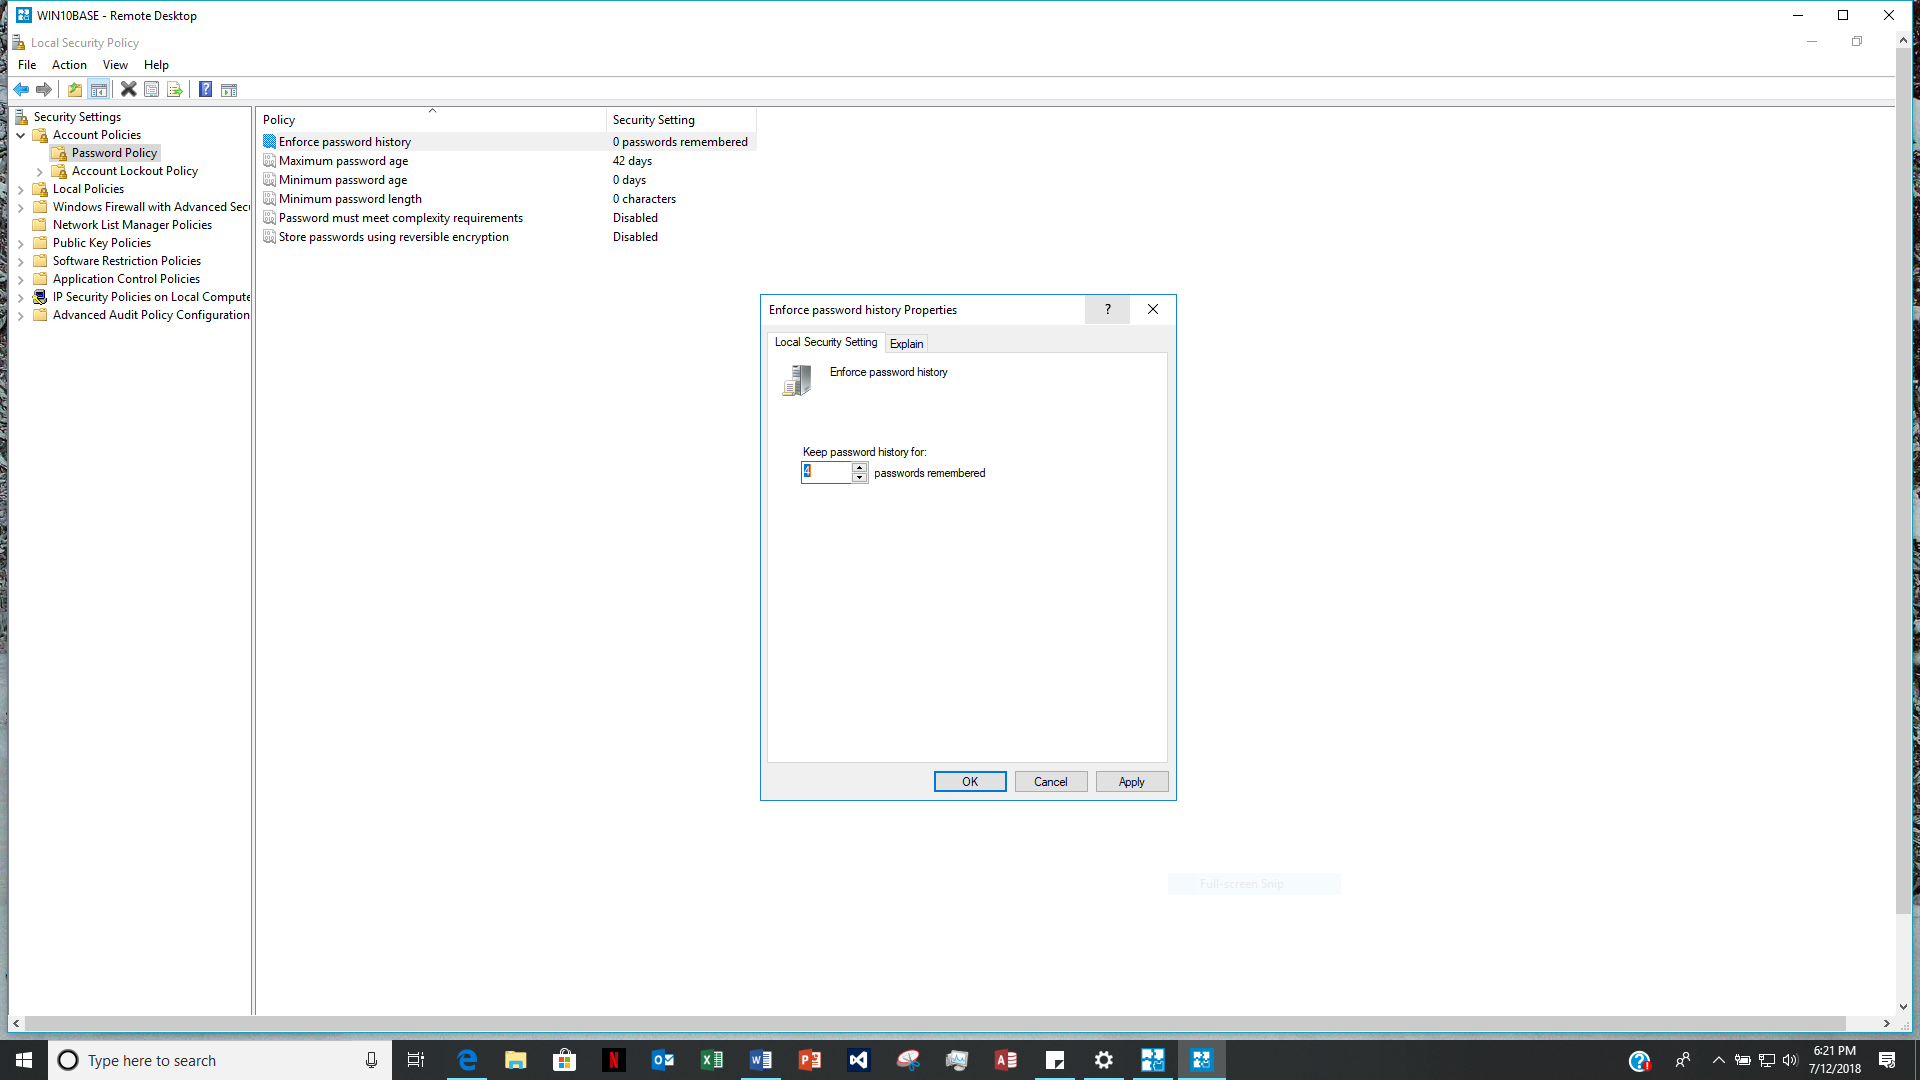 WIN10BASE - Remote Desktop
Local Security Policy
File Action View Help
Security Settings
Account Policies
Password Policy
Account Lockout Policy
Local Policies
Windows Firewall with Advanced Secu
Network List Manager Policies
Public Key Policies
Software Restriction Policies
Application Control Policies
IP Security Policies on Local Compute
Advanced Audit Policy Configuration
Policy Security Setting
Enforce password history 0 passwords remembered
Maximum password age 42 days
Minimum password age 0 days
Minimum password length 0 characters
Password must meet complexity requirements Disabled
Store passwords using reversible encryption Disabled
Enforce password history Properties
Local Security Setting Explain
Enforce password history
Keep password history for:
4 passwords remembered
OK Cancel Apply
Full-screen Snip
Type here to search
6:21 PM
7/12/2018